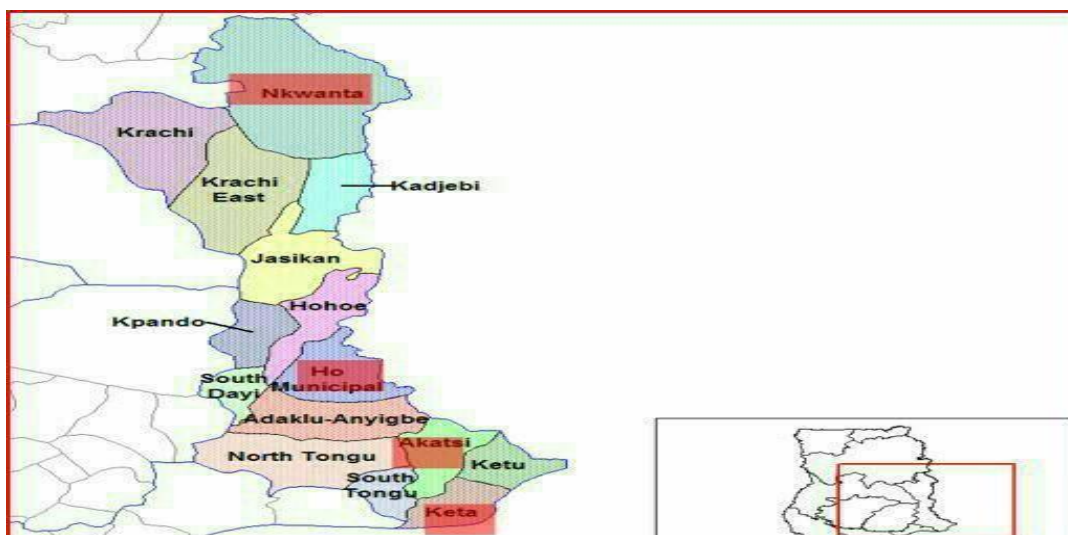 Nkwanta
Krachi
Krachi
East
Kadjebi
Jasikan
Hohoe
Kpando
Ho
Municipal
South
Dayi
Adaklu-Anyigbe
Akatsi
North Tongu
Ketu
South
Tongu
Keta